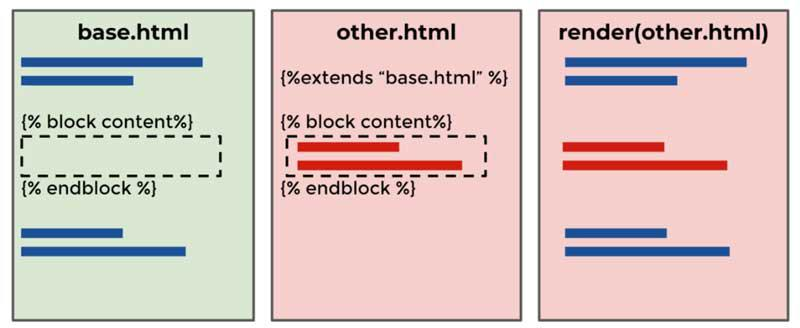 base.html
{% block content%}
{% endblock %}
other.html
{%extends “base.html” %}
{% block content%}
{% endblock %}
render(other.html)